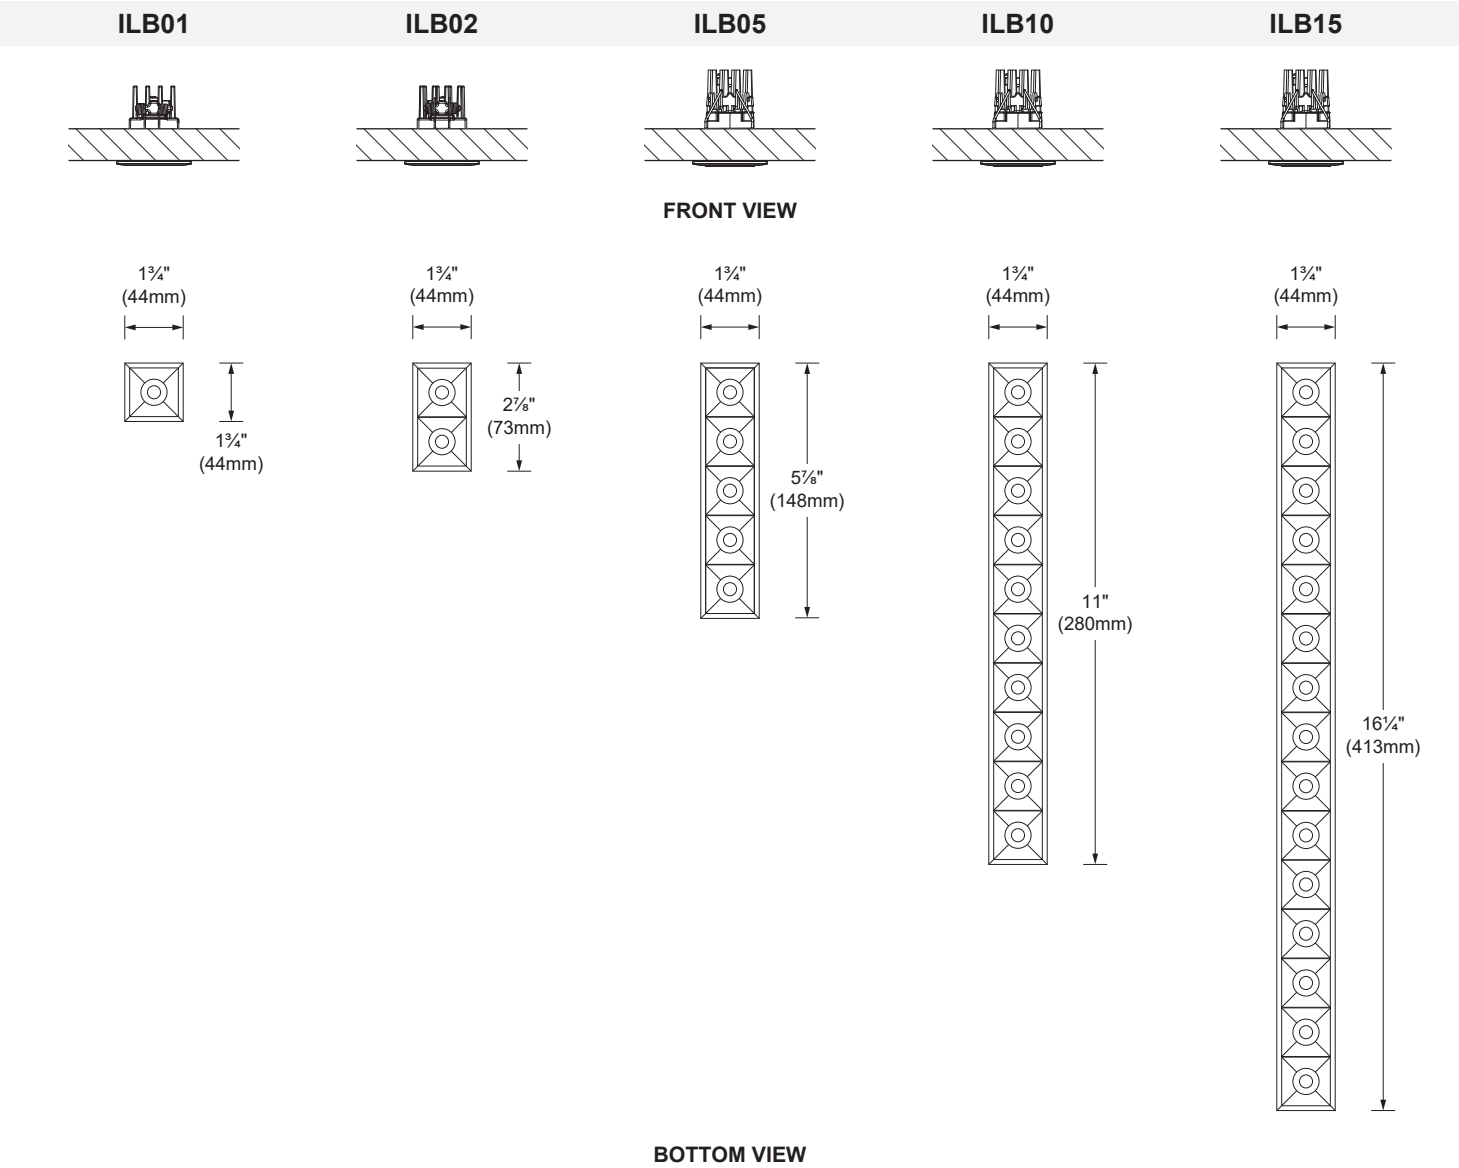 ILB01 ILB02 ILB05 ILB10 ILB15
FRONT VIEW
1¾" 1¾" 1¾" 1¾" 1¾"
(44mm) (44mm) (44mm) (44mm) (44mm)
2⅞"
(73mm)
1¾"
(44mm)
5⅞"
(148mm)
11"
(280mm)
16¼"
(413mm)
BOTTOM VIEW